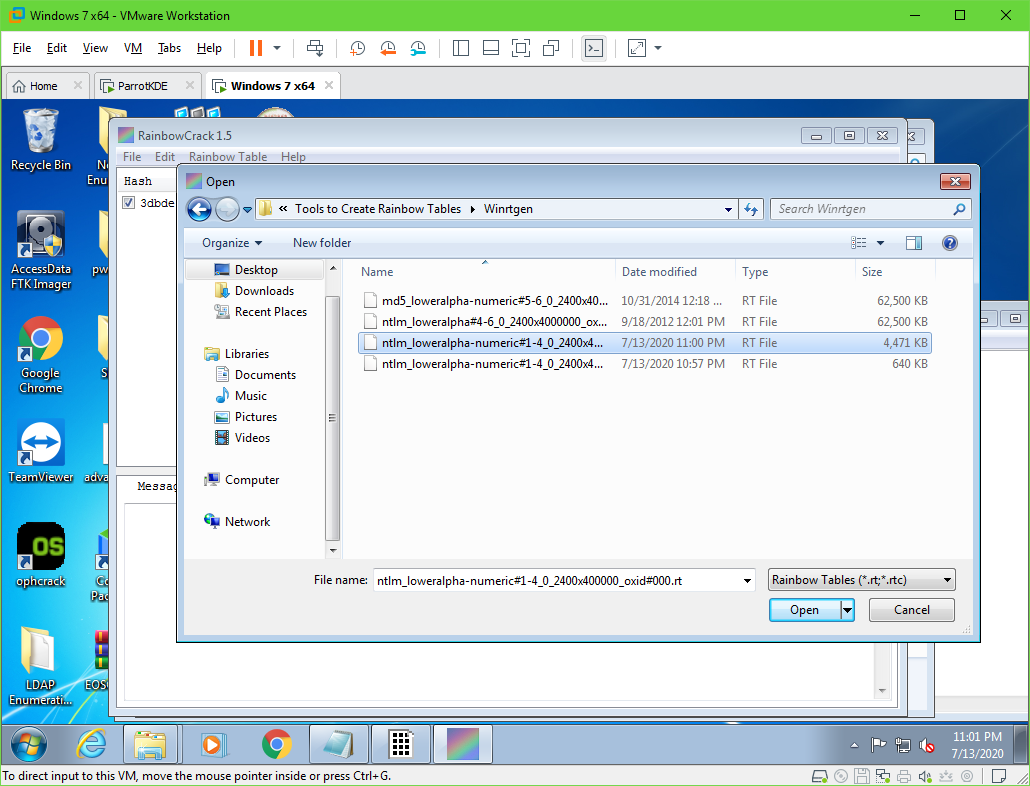 Windows 7 x64 - VMware Workstation
File Edit View VM Tabs Help
Home ParrotKDE Windows 7 x64
Recycle Bin
AccessData
FTK Imager
Google
Chrome
TeamViewer
ophcrack
LDAP
Enumerati...
RainbowCrack 1.5
File Edit Rainbow Table Help
Hash
3dbde
Messag
Open
« Tools to Create Rainbow Tables Winrtgen
Search Winrtgen
Organize New folder
Desktop
Downloads
Recent Places
Libraries
Documents
Music
Pictures
Videos
Computer
Network
Name Date modified Type Size
md5_loweralpha-numeric#5-6_0_2400x40... 10/31/2014 12:18 ... RT File 62,500 KB
ntlm_loweralpha#4-6_0_2400x4000000_ox... 9/18/2012 12:01 PM RT File 62,500 KB
ntlm_loweralpha-numeric#1-4_0_2400x4... 7/13/2020 11:00 PM RT File 4,471 KB
ntlm_loweralpha-numeric#1-4_0_2400x4... 7/13/2020 10:57 PM RT File 640 KB
File name: ntlm_loweralpha-numeric#1-4_0_2400x400000_oxid#000.rt Rainbow Tables (*.rt;*.rtc)
Open Cancel
11:01 PM
7/13/2020
To direct input to this VM, move the mouse pointer inside or press Ctrl+G.